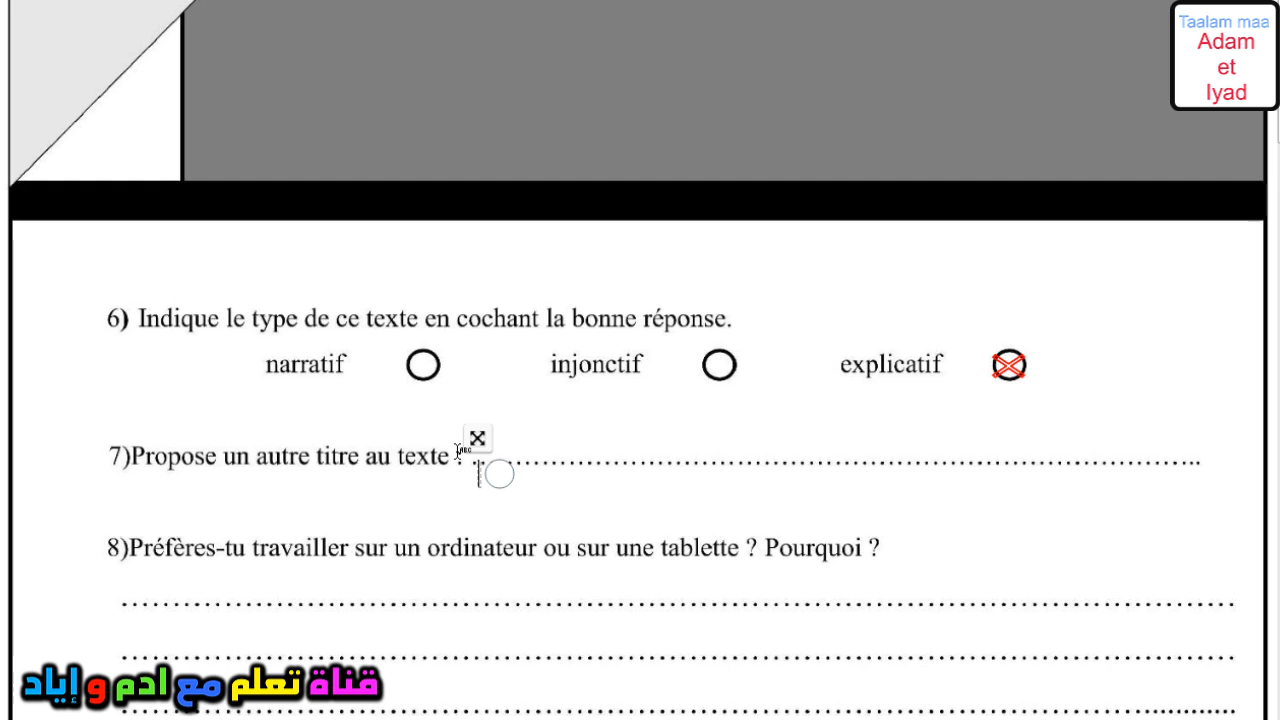 Taalam maa
Adam
et
Iyad
6) Indique le type de ce texte en cochant la bonne réponse.
narratif injonctif explicatif
7)Propose un autre titre au texte : ..............................................................................
8)Préfères-tu travailler sur un ordinateur ou sur une tablette ? Pourquoi ?
..............................................................................
..............................................................................
..............................................................................
قناة تعلم مع ادم و إياد